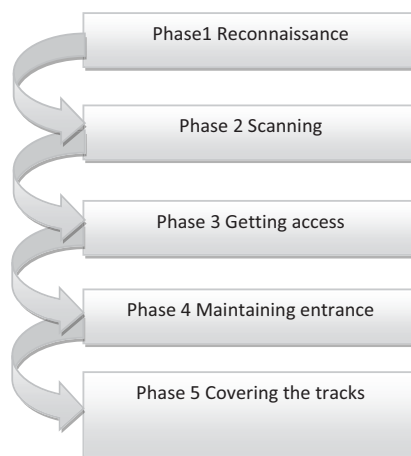 Phase1 Reconnaissance
Phase 2 Scanning
Phase 3 Getting access
Phase 4 Maintaining entrance
Phase 5 Covering the tracks